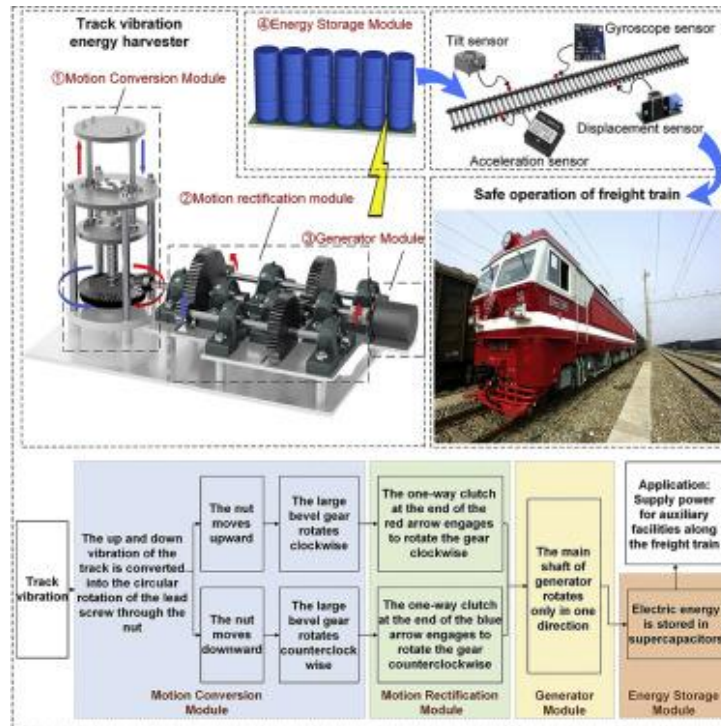 Track vibration
energy harvester
①Motion Conversion Module
②Motion rectification module
③Generator Module
④Energy Storage Module
Tilt sensor
Gyroscope sensor
Displacement sensor
Acceleration sensor
Safe operation of freight train
Track
vibration
The up and down
vibration of the
track is converted
into the circular
rotation of the lead
screw through the
nut
The nut
moves
upward
The large
bevel gear
rotates
clockwise
The one-way clutch
at the end of the
red arrow engages
to rotate the gear
clockwise
The nut
moves
downward
The large
bevel gear
rotates
counterclock
wise
The one-way clutch
at the end of the blue
arrow engages to
rotate the gear
counterclockwise
The main
shaft of
generator
rotates
only in one
direction
Application:
Supply power
for auxiliary
facilities along
the freight train
Electric energy
is stored in
supercapacitors
Motion Conversion
Module
Motion Rectification
Module
Generator
Module
Energy Storage
Module